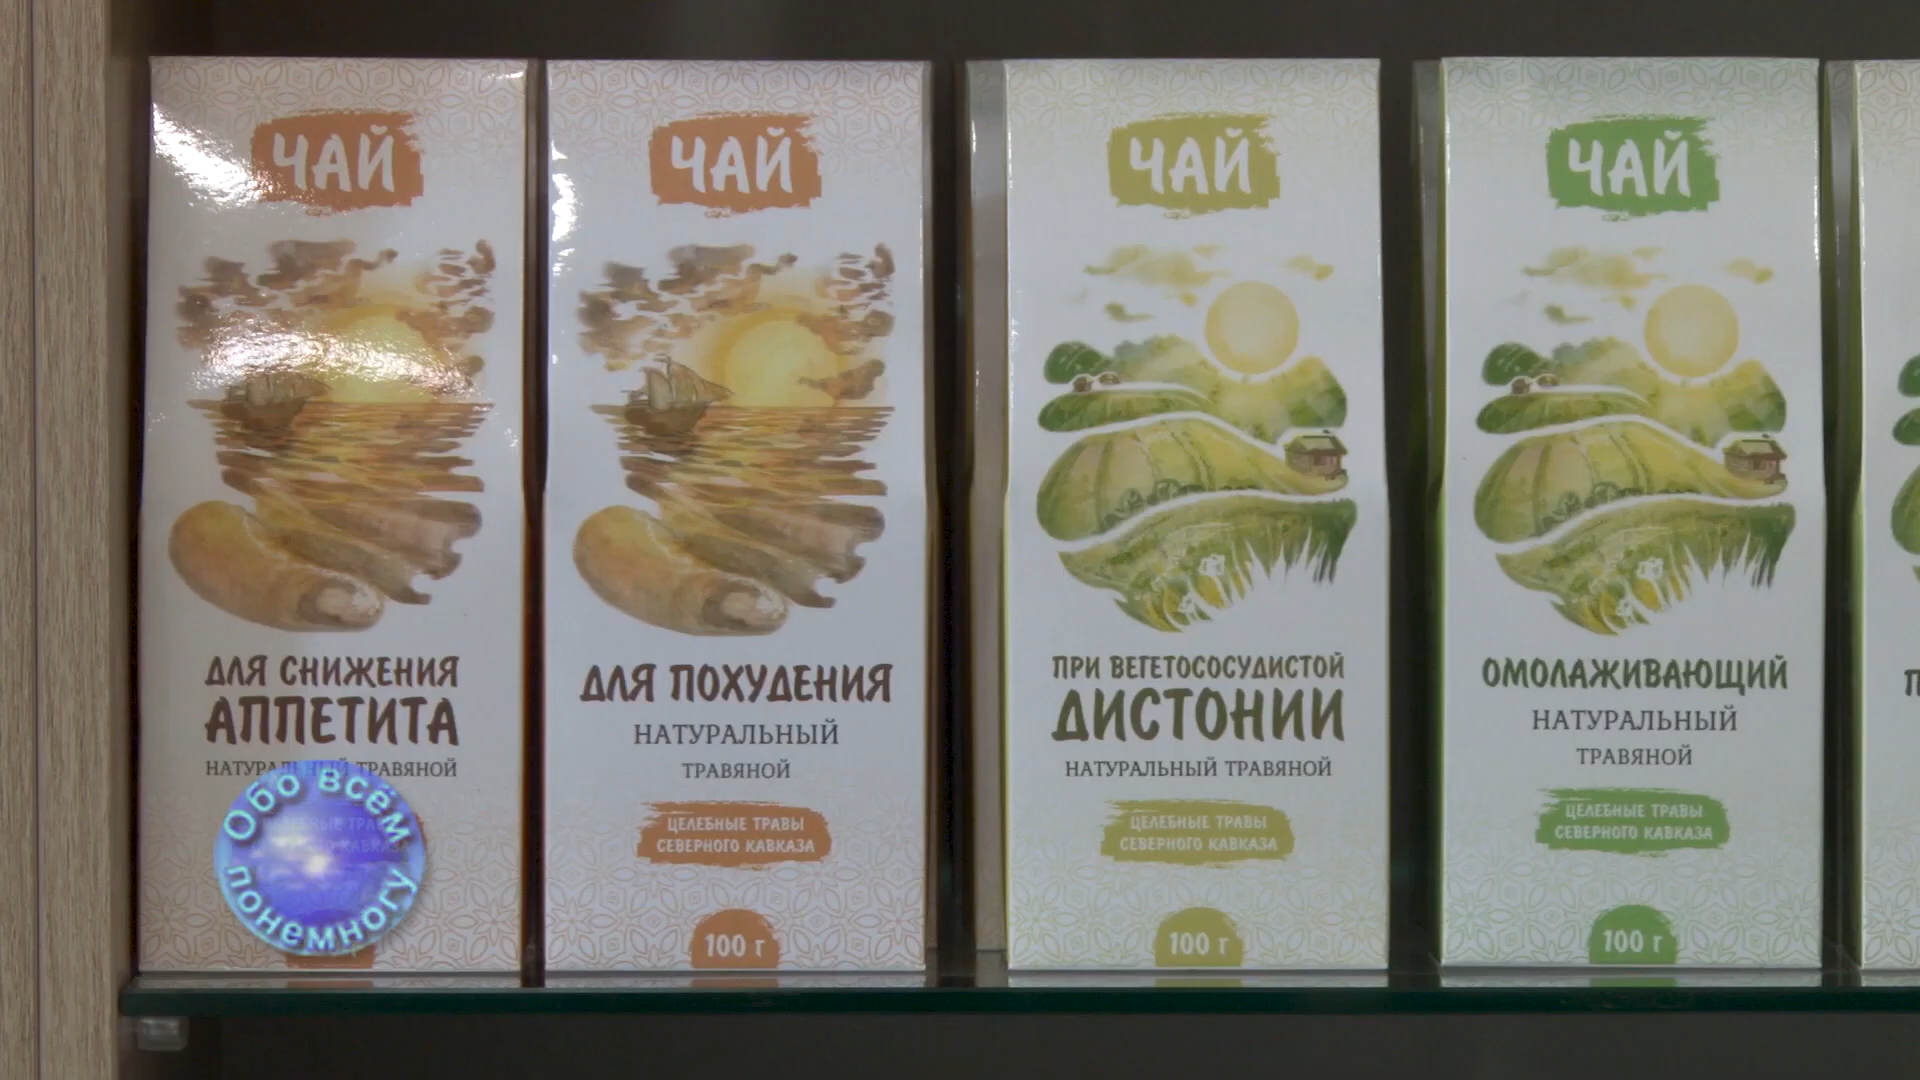 ЧАЙ
ДЛЯ СНИЖЕНИЯ
АППЕТИТА
НАТУРАЛЬНЫЙ ТРАВЯНОЙ
Обо всём
понемногу
ЧАЙ
ДЛЯ ПОХУДЕНИЯ
НАТУРАЛЬНЫЙ
ТРАВЯНОЙ
ЦЕЛЕБНЫЕ ТРАВЫ
СЕВЕРНОГО КАВКАЗА
100 г
ЧАЙ
ПРИ ВЕГЕТОСОСУДИСТОЙ
ДИСТОНИИ
НАТУРАЛЬНЫЙ ТРАВЯНОЙ
ЦЕЛЕБНЫЕ ТРАВЫ
СЕВЕРНОГО КАВКАЗА
100 г
ЧАЙ
ОМОЛАЖИВАЮЩИЙ
НАТУРАЛЬНЫЙ
ТРАВЯНОЙ
ЦЕЛЕБНЫЕ ТРАВЫ
СЕВЕРНОГО КАВКАЗА
100 г